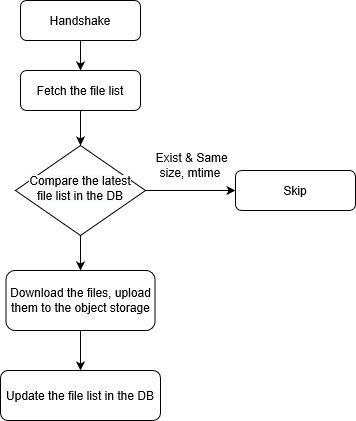 Handshake
Fetch the file list
Exist & Same
size, mtime
Compare the latest
file list in the DB
Skip
Download the files, upload
them to the object storage
Update the file list in the DB